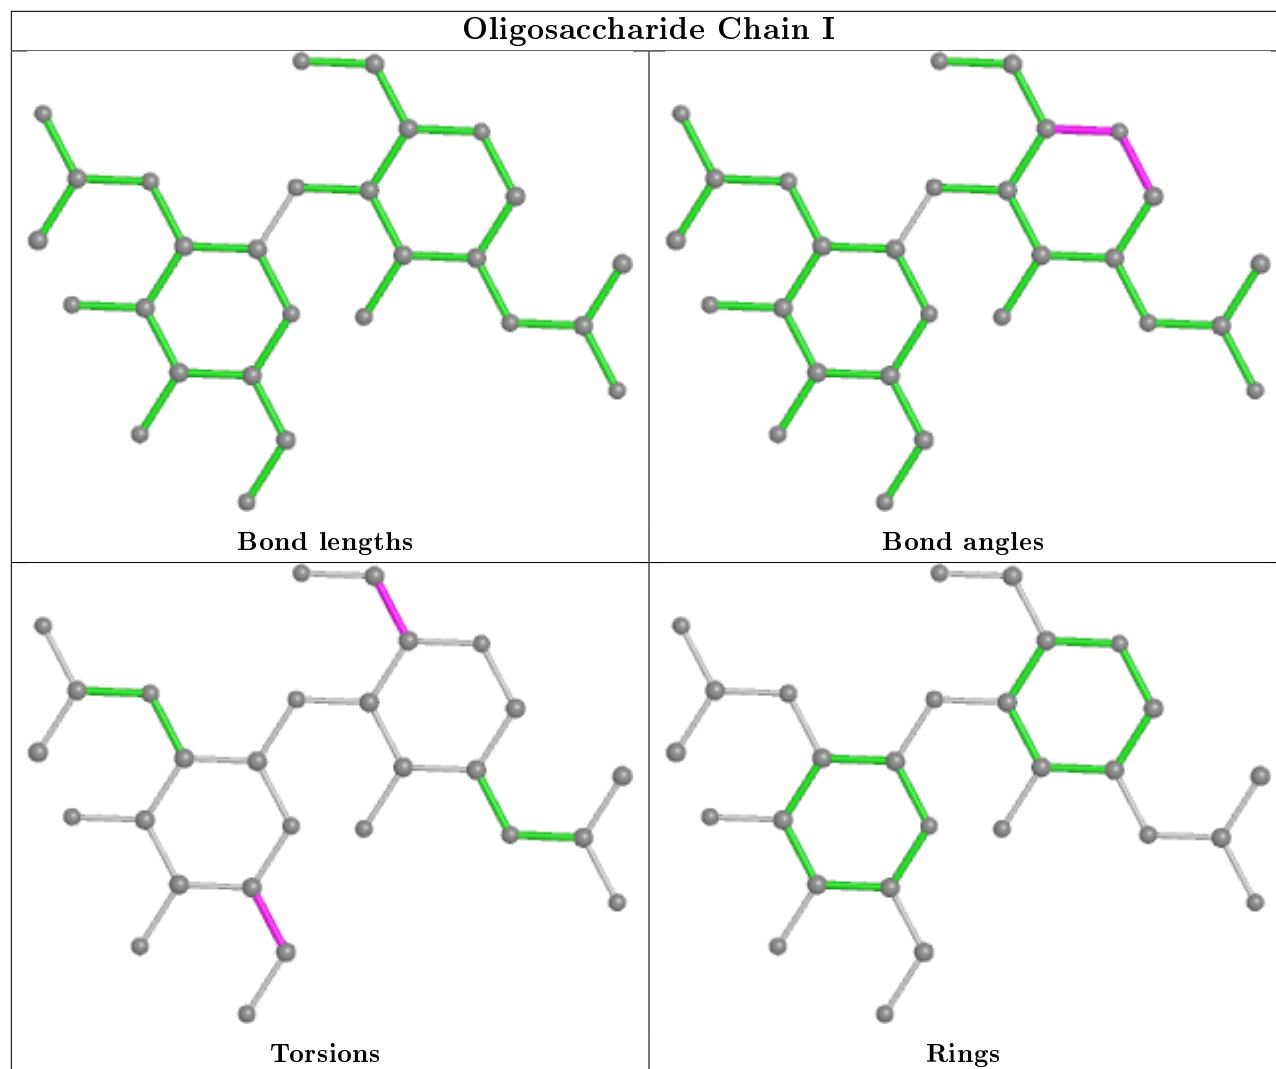 Oligosaccharide Chain I
Bond lengths
Bond angles
Torsions
Rings